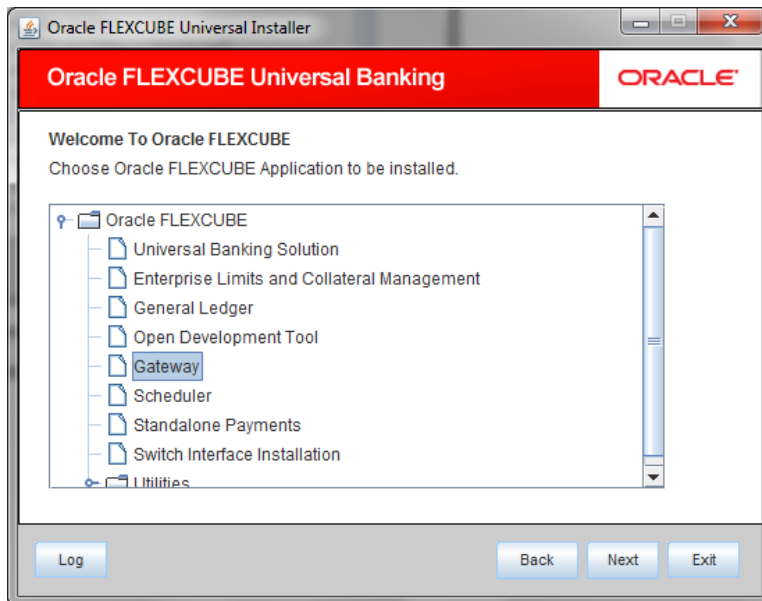 Oracle FLEXCUBE Universal Installer
Oracle FLEXCUBE Universal Banking
ORACLE
Welcome To Oracle FLEXCUBE
Choose Oracle FLEXCUBE Application to be installed.
Oracle FLEXCUBE
Universal Banking Solution
Enterprise Limits and Collateral Management
General Ledger
Open Development Tool
Gateway
Scheduler
Standalone Payments
Switch Interface Installation
Utilities
Log Back Next Exit